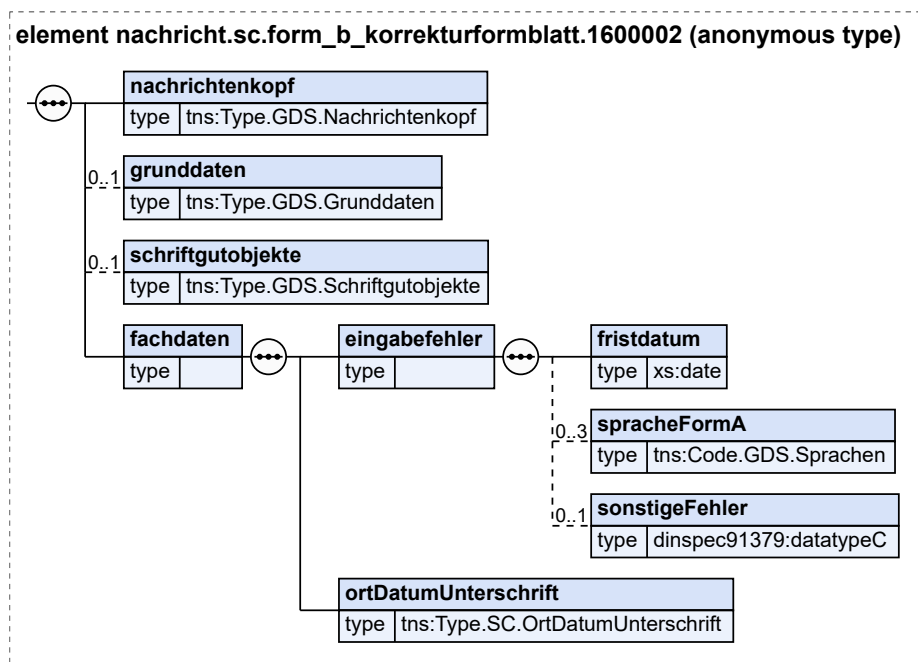 element nachricht.sc.form_b_korrekturformblatt.1600002 (anonymous type)
nachrichtenkopf
type tns:Type.GDS.Nachrichtenkopf
grunddaten
0..1
type tns:Type.GDS.Grunddaten
schriftgutobjekte
0..1
type tns:Type.GDS.Schriftgutobjekte
fachdaten
type
eingabefehler
type
fristdatum
type xs:date
spracheFormA
0..3
type tns:Code.GDS.Sprachen
sonstigeFehler
0..1
type dinspec91379:datatypeC
ortDatumUnterschrift
type tns:Type.SC.OrtDatumUnterschrift